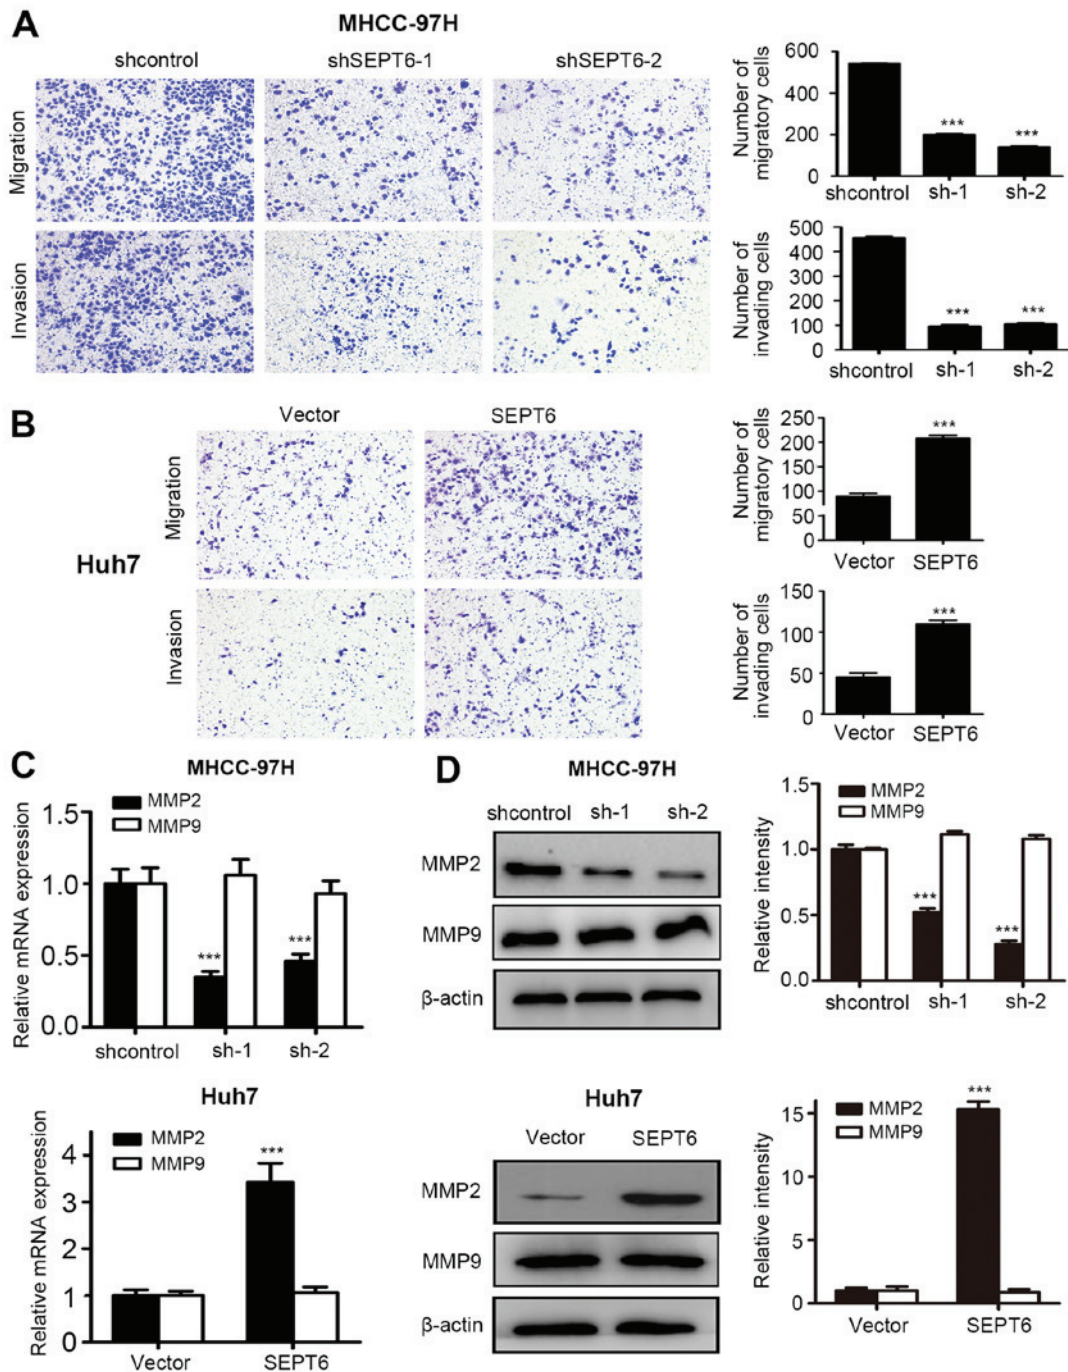 A
MHCC-97H
shcontrol shSEPT6-1 shSEPT6-2
Migration
Invasion
Number of
migratory cells
600
400
200
0
*** ***
shcontrol sh-1 sh-2
Number of
invading cells
500
400
300
200
100
0
*** ***
shcontrol sh-1 sh-2
B
Vector SEPT6
Huh7
Migration
Invasion
Number of
migratory cells
250
200
150
100
50
0
***
Vector SEPT6
Number of
invading cells
150
100
50
0
***
Vector SEPT6
C
MHCC-97H
Relative mRNA expression
1.5
1.0
0.5
0.0
MMP2
MMP9
*** ***
shcontrol sh-1 sh-2
Huh7
Relative mRNA expression
4
3
2
1
0
MMP2
MMP9
***
Vector SEPT6
D
MHCC-97H
shcontrol sh-1 sh-2
MMP2
MMP9
β-actin
Relative intensity
1.5
1.0
0.5
0.0
MMP2
MMP9
*** ***
shcontrol sh-1 sh-2
Huh7
Vector SEPT6
MMP2
MMP9
β-actin
Relative intensity
15
10
5
0
MMP2
MMP9
***
Vector SEPT6